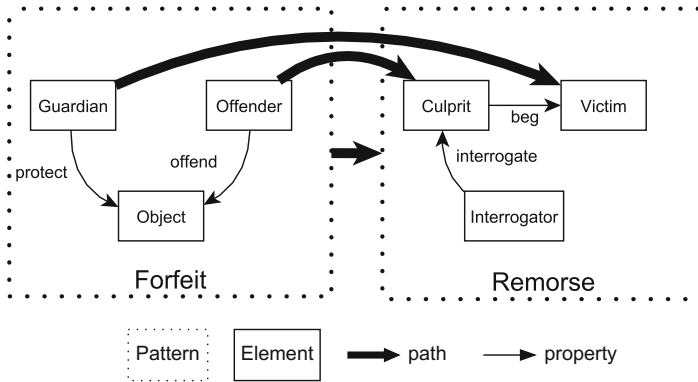 Guardian
Offender
Culprit
Victim
beg
protect
offend
interrogate
Object
Interrogator
Forfeit
Remorse
Pattern
Element
path
property